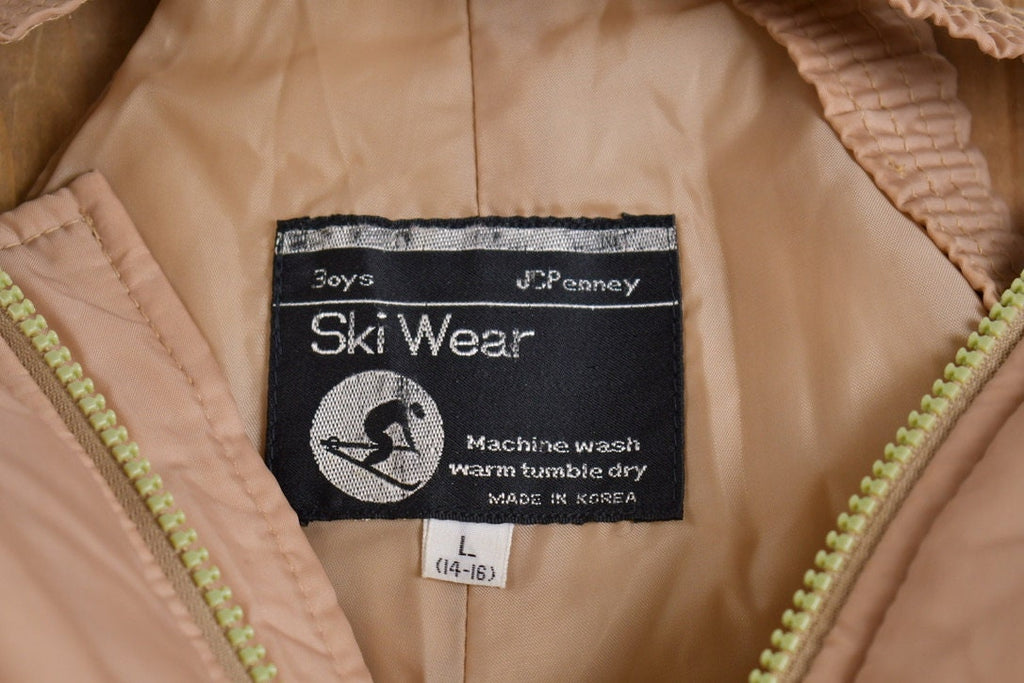 Boys JCPenney
Ski Wear
Machine wash
warm tumble dry
MADE IN KOREA
L
(14-16)